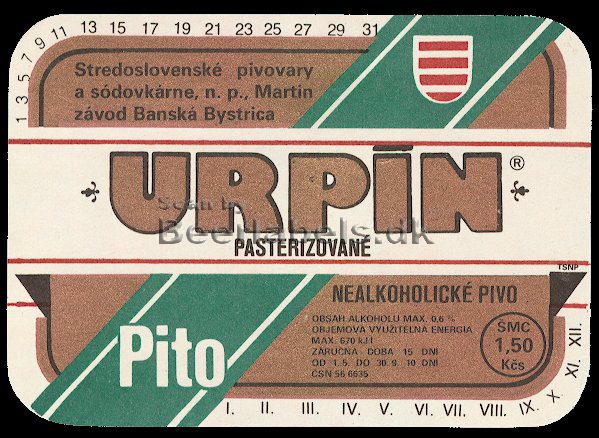 1 3 5 7 9 11 13 15 17 19 21 23 25 27 29 31
Stredoslovenské pivovary
a sódovkárne, n. p., Martin
závod Banská Bystrica
URPÍN®
Scan by
Beerlabels.dk
PASTERIZOVANÉ
TSNP
NEALKOHOLICKÉ PIVO
OBSAH ALKOHOLU MAX. 0,6 %
OBJEMOVÁ VYUŽITEĽNÁ ENERGIA
MAX. 670 kJ l
ZÁRUČNÁ DOBA 15 DNÍ
OD 1. 5. DO 30. 9. 10 DNÍ
ČSN 56 6635
SMC
1,50
Kčs
Pito
I. II. III. IV. V. VI. VII. VIII. IX. X. XI. XII.